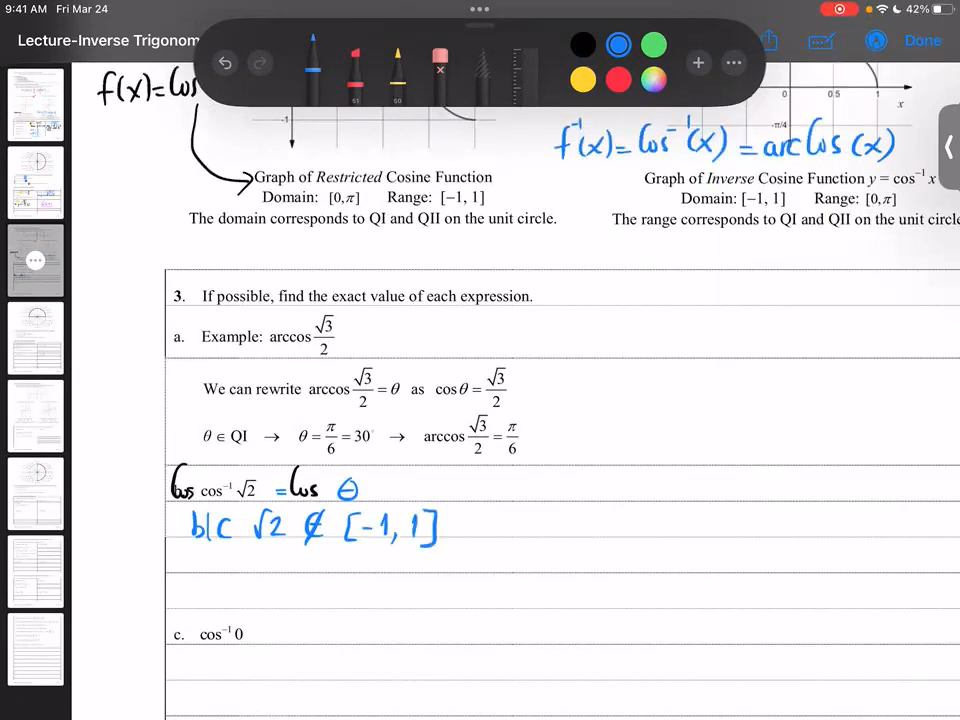 9:41 AM Fri Mar 24
42%
Lecture-Inverse Trigonom
Done
51
50
f(x)=Cos
-1
0
0.5
1
x
-π/4
f⁻¹(x) = Cos⁻¹(x) = arcCos(x)
Graph of Restricted Cosine Function
Domain: [0,π] Range: [−1, 1]
The domain corresponds to QI and QII on the unit circle.
Graph of Inverse Cosine Function y = cos⁻¹ x
Domain: [−1, 1] Range: [0,π]
The range corresponds to QI and QII on the unit circle
3. If possible, find the exact value of each expression.
a. Example: arccos √3/2
We can rewrite arccos √3/2 = θ as cosθ = √3/2
θ ∈ QI → θ = π/6 = 30° → arccos √3/2 = π/6
Cos cos⁻¹ √2 = Cos θ
b/c √2 ∉ [-1, 1]
c. cos⁻¹ 0